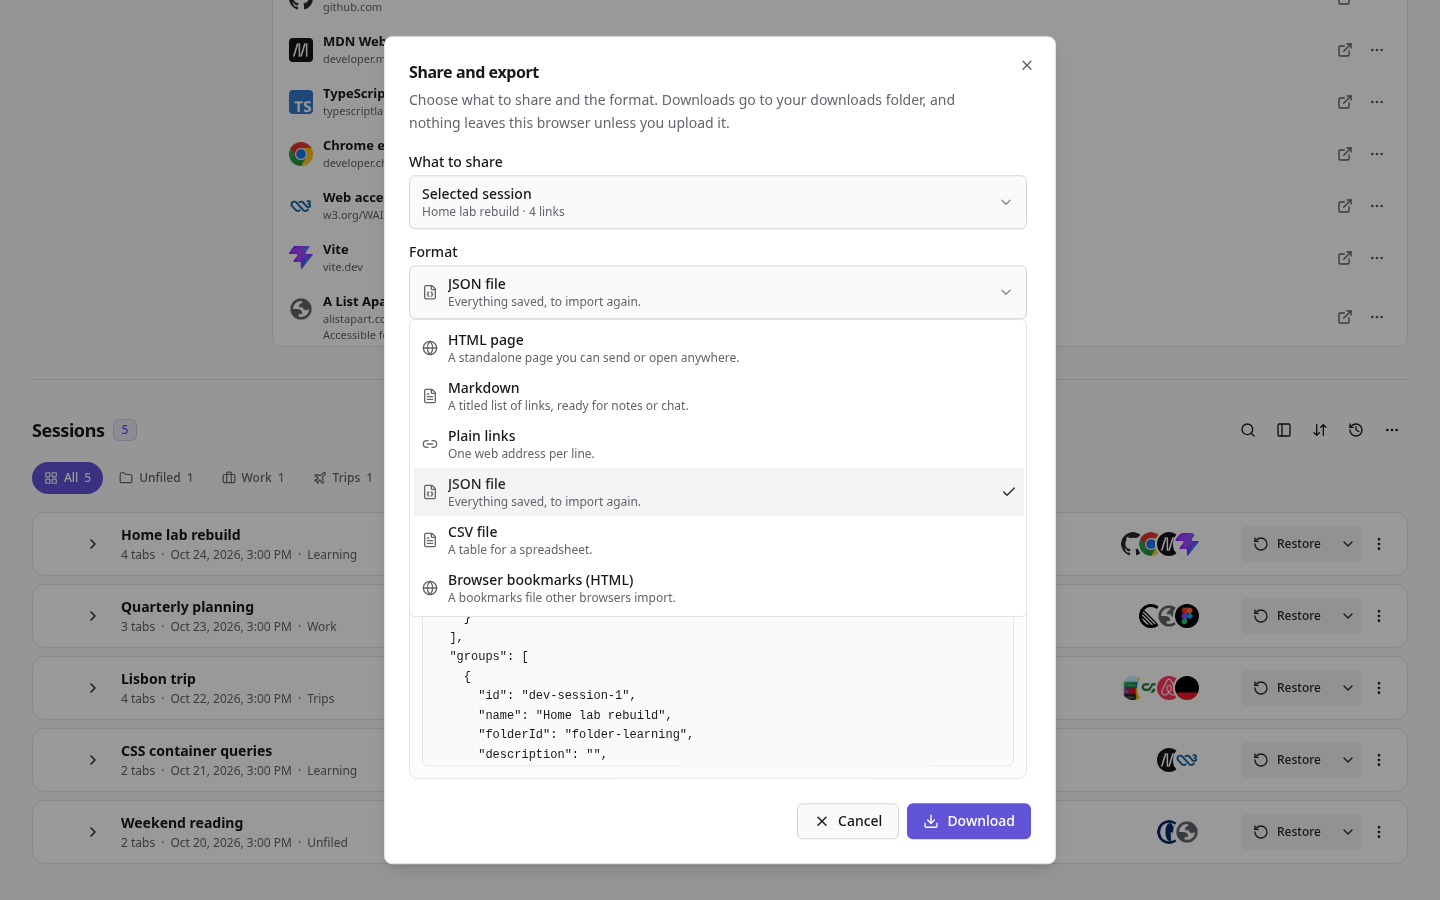 github.com
MDN Web
developer.m
TypeScrip
typescriptla
Chrome e
developer.ch
Web acce
w3.org/WAI
Vite
vite.dev
A List Apa
alistapart.co
Accessible f
Share and export
Choose what to share and the format. Downloads go to your downloads folder, and
nothing leaves this browser unless you upload it.
What to share
Selected session
Home lab rebuild · 4 links
Format
JSON file
Everything saved, to import again.
HTML page
A standalone page you can send or open anywhere.
Markdown
A titled list of links, ready for notes or chat.
Plain links
One web address per line.
JSON file
Everything saved, to import again.
CSV file
A table for a spreadsheet.
Browser bookmarks (HTML)
A bookmarks file other browsers import.
}
],
"groups": [
{
"id": "dev-session-1",
"name": "Home lab rebuild",
"folderId": "folder-learning",
"description": "",
Cancel
Download
Sessions 5
All 5 Unfiled 1 Work 1 Trips 1
Home lab rebuild
4 tabs · Oct 24, 2026, 3:00 PM · Learning
Restore
Quarterly planning
3 tabs · Oct 23, 2026, 3:00 PM · Work
Restore
Lisbon trip
4 tabs · Oct 22, 2026, 3:00 PM · Trips
Restore
CSS container queries
2 tabs · Oct 21, 2026, 3:00 PM · Learning
Restore
Weekend reading
2 tabs · Oct 20, 2026, 3:00 PM · Unfiled
Restore